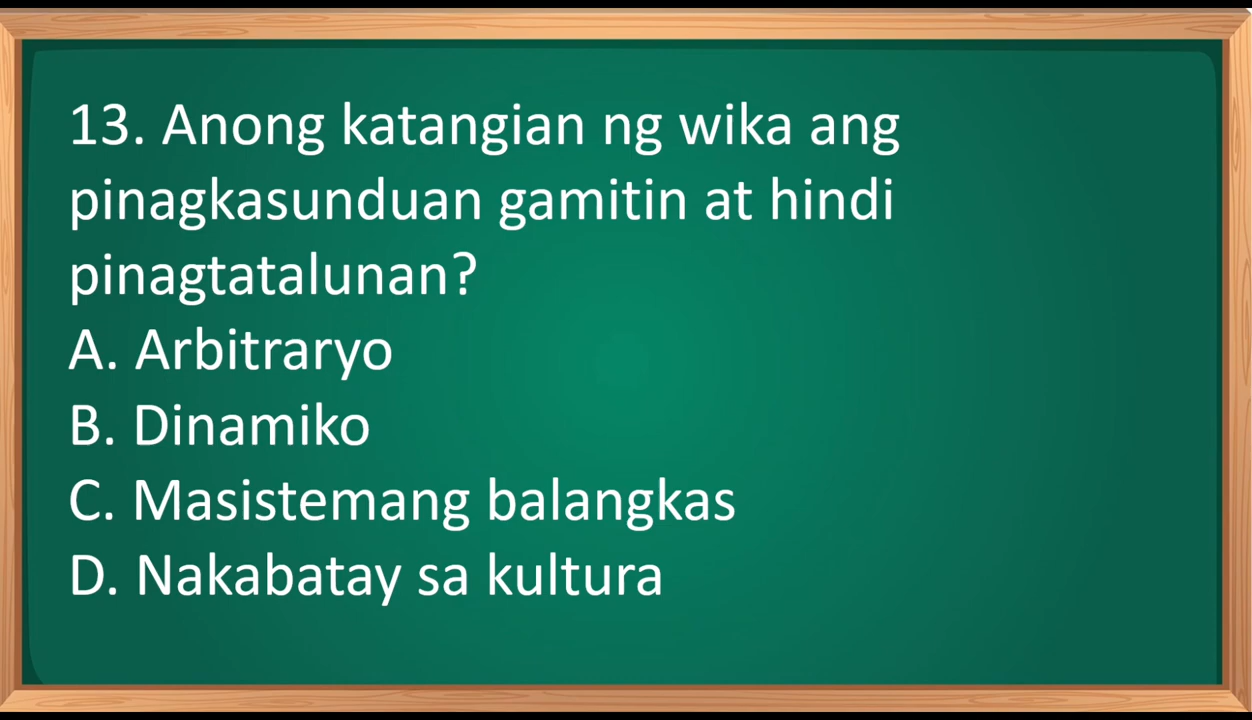 13. Anong katangian ng wika ang
pinagkasunduan gamitin at hindi
pinagtatalunan?
A. Arbitraryo
B. Dinamiko
C. Masistemang balangkas
D. Nakabatay sa kultura